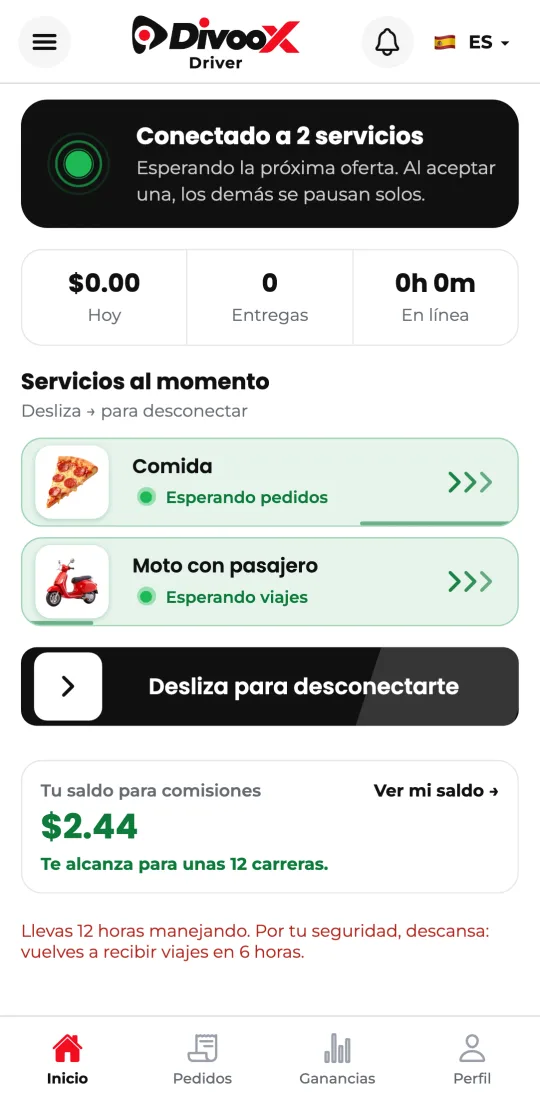 DivooX
Driver
ES
Conectado a 2 servicios
Esperando la próxima oferta. Al aceptar
una, los demás se pausan solos.
$0.00
Hoy
0
Entregas
0h 0m
En línea
Servicios al momento
Desliza → para desconectar
Comida
Esperando pedidos
Moto con pasajero
Esperando viajes
Desliza para desconectarte
Tu saldo para comisiones
Ver mi saldo →
$2.44
Te alcanza para unas 12 carreras.
Llevas 12 horas manejando. Por tu seguridad, descansa:
vuelves a recibir viajes en 6 horas.
Inicio
Pedidos
Ganancias
Perfil